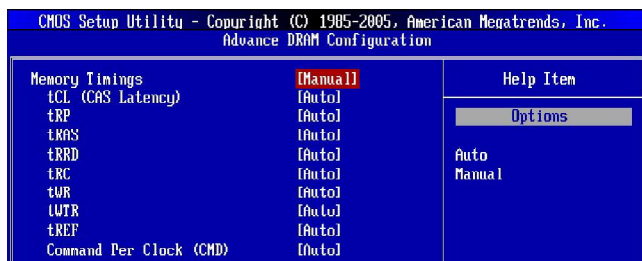 CMOS Setup Utility - Copyright (C) 1985-2005, American Megatrends, Inc.
Advance DRAM Configuration
Memory Timings [Manual]
tCL (CAS Latency) [Auto]
tRP [Auto]
tRAS [Auto]
tRRD [Auto]
tRC [Auto]
tWR [Auto]
tWTR [Auto]
tREF [Auto]
Command Per Clock (CMD) [Auto]
Help Item
Options
Auto
Manual